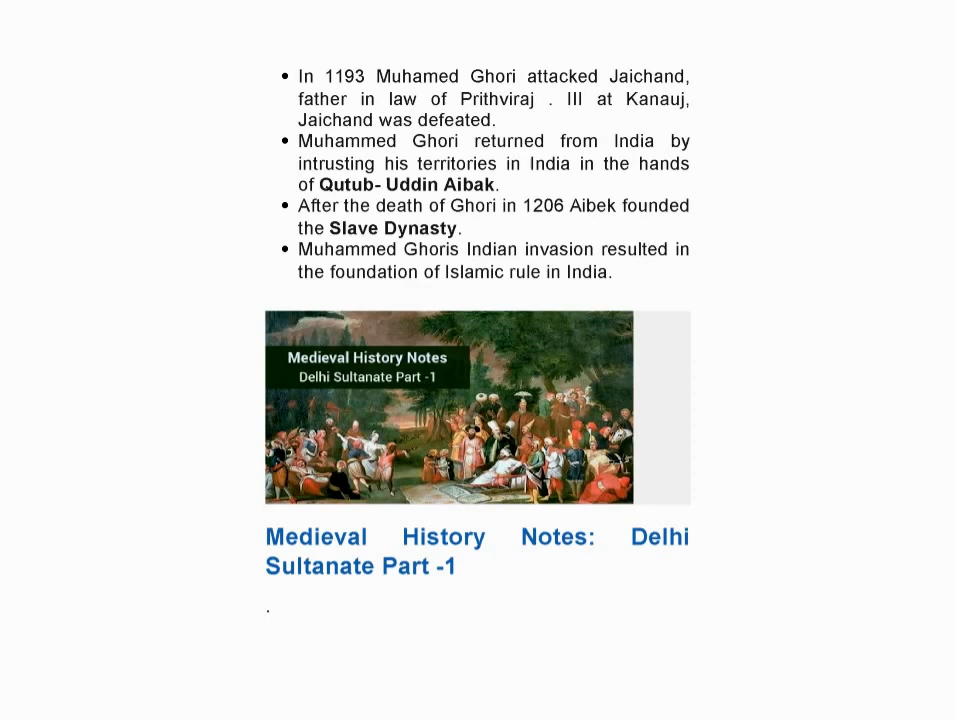 • In 1193 Muhamed Ghori attacked Jaichand,
father in law of Prithviraj . III at Kanauj,
Jaichand was defeated.
• Muhammed Ghori returned from India by
intrusting his territories in India in the hands
of Qutub- Uddin Aibak.
• After the death of Ghori in 1206 Aibek founded
the Slave Dynasty.
• Muhammed Ghoris Indian invasion resulted in
the foundation of Islamic rule in India.
Medieval History Notes
Delhi Sultanate Part -1
Medieval History Notes: Delhi
Sultanate Part -1
.